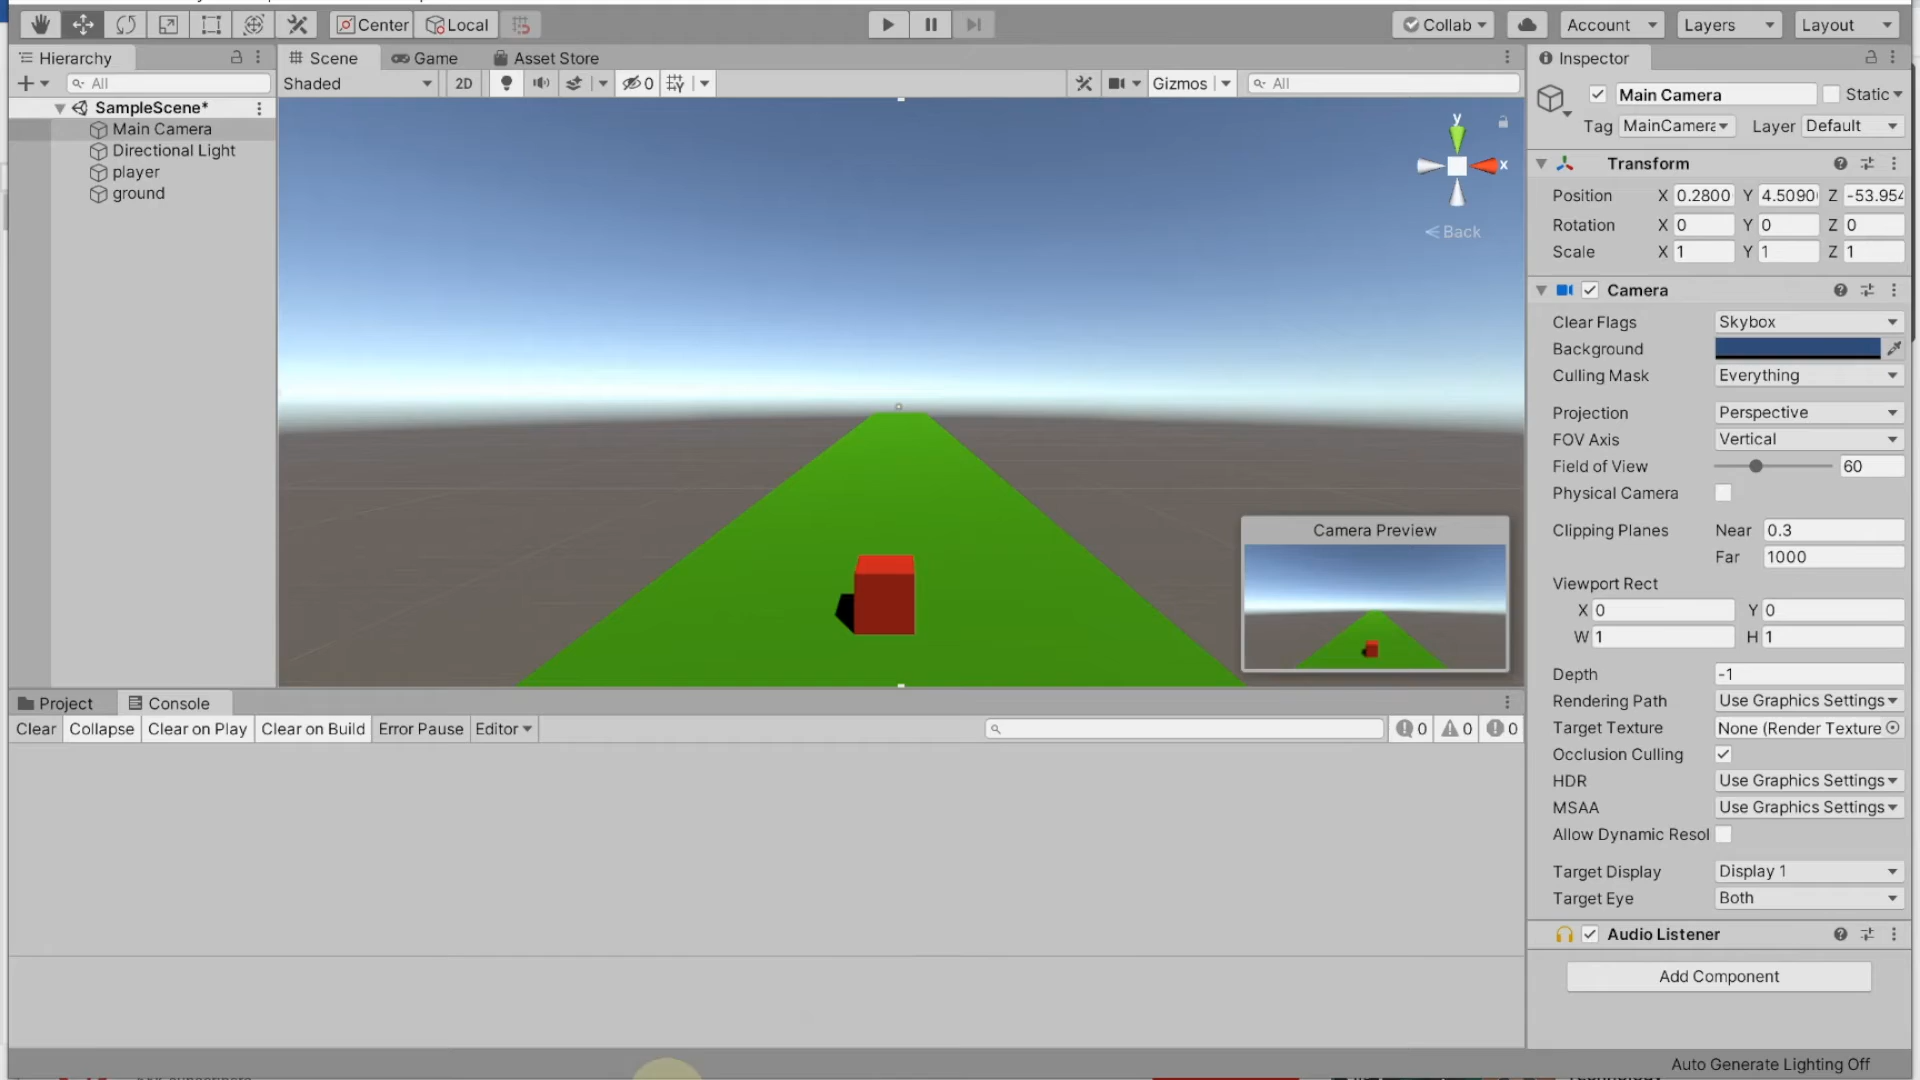 Center Local Collab Account Layers Layout
Hierarchy Scene Game Asset Store Inspector
All Shaded 2D 0 Gizmos All
SampleScene*
Main Camera
Directional Light
player
ground
y
x
Back
Camera Preview
Main Camera Static
Tag MainCamera Layer Default
Transform
Position X 0.2800 Y 4.5090 Z -53.954
Rotation X 0 Y 0 Z 0
Scale X 1 Y 1 Z 1
Camera
Clear Flags Skybox
Background
Culling Mask Everything
Projection Perspective
FOV Axis Vertical
Field of View 60
Physical Camera
Clipping Planes Near 0.3
Far 1000
Viewport Rect
X 0 Y 0
W 1 H 1
Depth -1
Rendering Path Use Graphics Settings
Target Texture None (Render Texture
Occlusion Culling
HDR Use Graphics Settings
MSAA Use Graphics Settings
Allow Dynamic Resol
Target Display Display 1
Target Eye Both
Audio Listener
Add Component
Project Console
Clear Collapse Clear on Play Clear on Build Error Pause Editor 0 0 0
Auto Generate Lighting Off